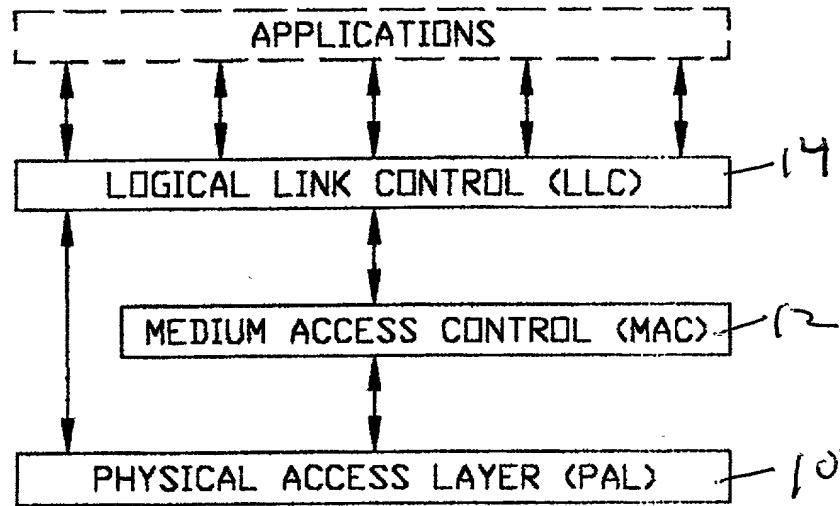 APPLICATIONS
LOGICAL LINK CONTROL (LLC)
14
MEDIUM ACCESS CONTROL (MAC)
12
PHYSICAL ACCESS LAYER (PAL)
10